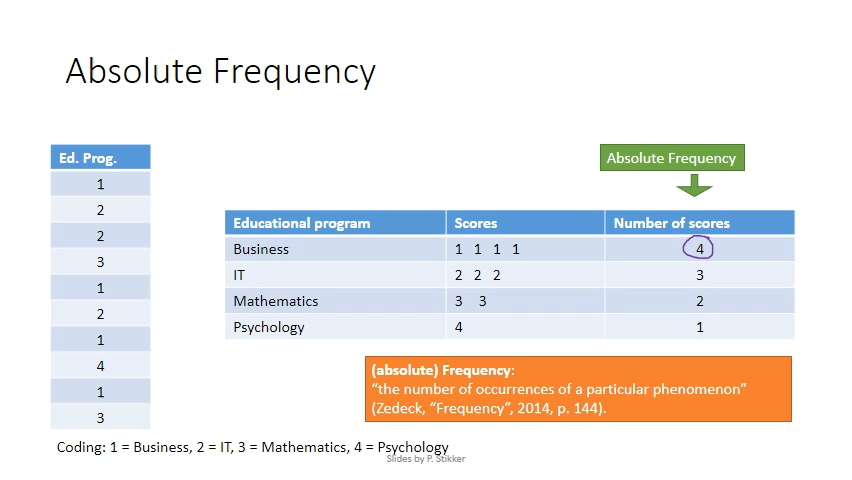 Absolute Frequency
Ed. Prog.
1
2
2
3
1
2
1
4
1
3
Absolute Frequency
Educational program Scores Number of scores
Business 1 1 1 1 4
IT 2 2 2 3
Mathematics 3 3 2
Psychology 4 1
(absolute) Frequency:
“the number of occurrences of a particular phenomenon”
(Zedeck, “Frequency”, 2014, p. 144).
Coding: 1 = Business, 2 = IT, 3 = Mathematics, 4 = Psychology
Slides by P. Stikker